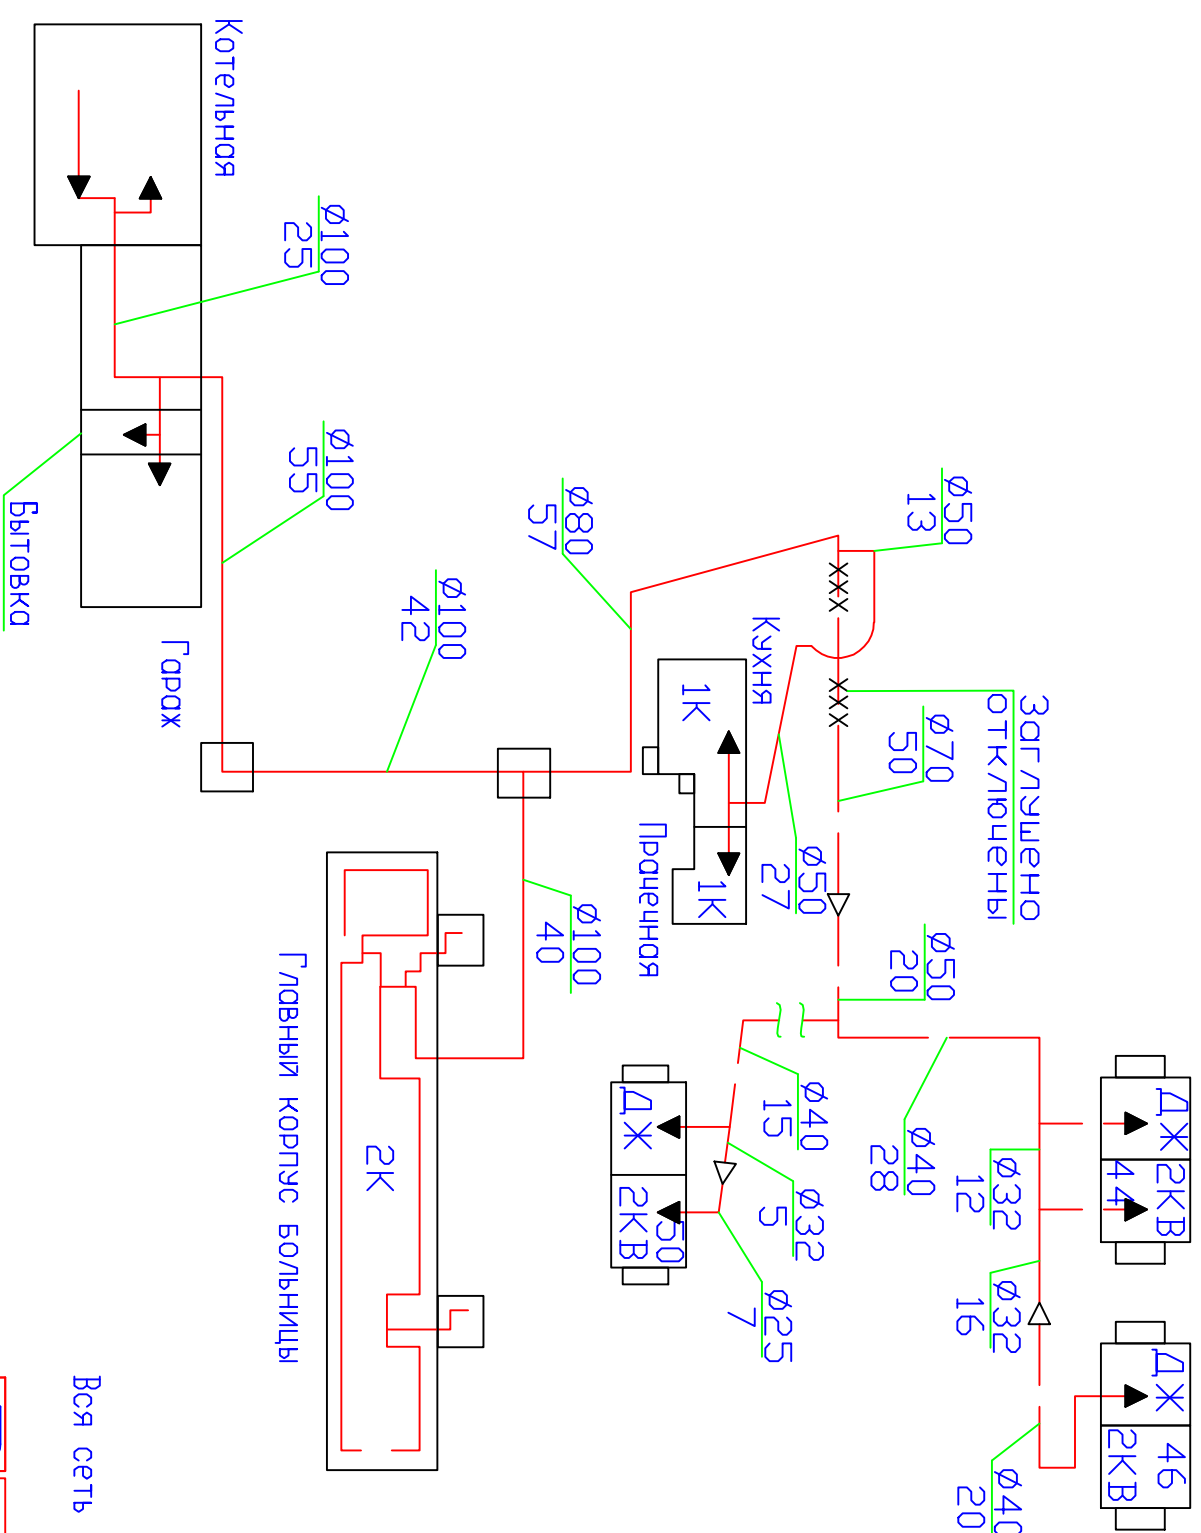 ДЖ 2КВ
44
ДЖ 46
2КВ
Заглушено
отключены
ø32
12
ø32
16
ø40
20
ø50
13
ø70
50
ø50
20
ø40
28
ø50
27
ø40
15
ø32
5
ø25
7
Кухня
1К
1К
Прачечная
50
ДЖ 2КВ
ø80
57
ø100
40
ø100
42
2К
Главный корпус больницы
ø100
25
ø100
55
Котельная
Гараж
Бытовка
Вся сеть